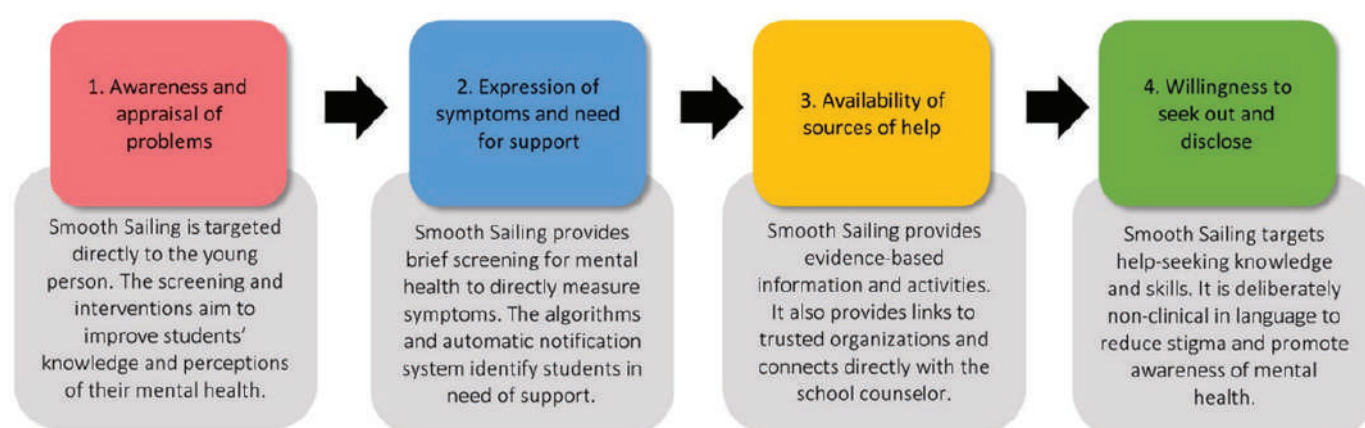 1. Awareness and
appraisal of
problems
Smooth Sailing is targeted
directly to the young
person. The screening and
interventions aim to
improve students'
knowledge and perceptions
of their mental health.
2. Expression of
symptoms and need
for support
Smooth Sailing provides
brief screening for mental
health to directly measure
symptoms. The algorithms
and automatic notification
system identify students in
need of support.
3. Availability of
sources of help
Smooth Sailing provides
evidence-based
information and activities.
It also provides links to
trusted organizations and
connects directly with the
school counselor.
4. Willingness to
seek out and
disclose
Smooth Sailing targets
help-seeking knowledge
and skills. It is deliberately
non-clinical in language to
reduce stigma and promote
awareness of mental
health.